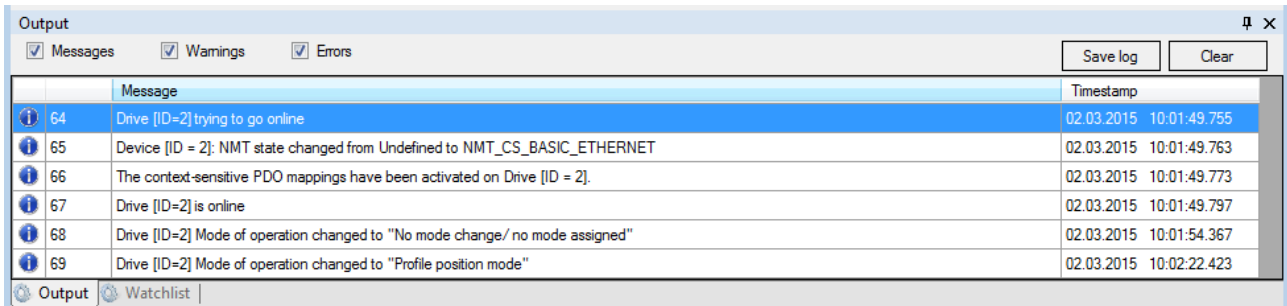 Output
Messages Warnings Errors Save log Clear
Message Timestamp
64 Drive [ID=2] trying to go online 02.03.2015 10:01:49.755
65 Device [ID = 2]: NMT state changed from Undefined to NMT_CS_BASIC_ETHERNET 02.03.2015 10:01:49.763
66 The context-sensitive PDO mappings have been activated on Drive [ID = 2]. 02.03.2015 10:01:49.773
67 Drive [ID=2] is online 02.03.2015 10:01:49.797
68 Drive [ID=2] Mode of operation changed to "No mode change/ no mode assigned" 02.03.2015 10:01:54.367
69 Drive [ID=2] Mode of operation changed to "Profile position mode" 02.03.2015 10:02:22.423
Output Watchlist